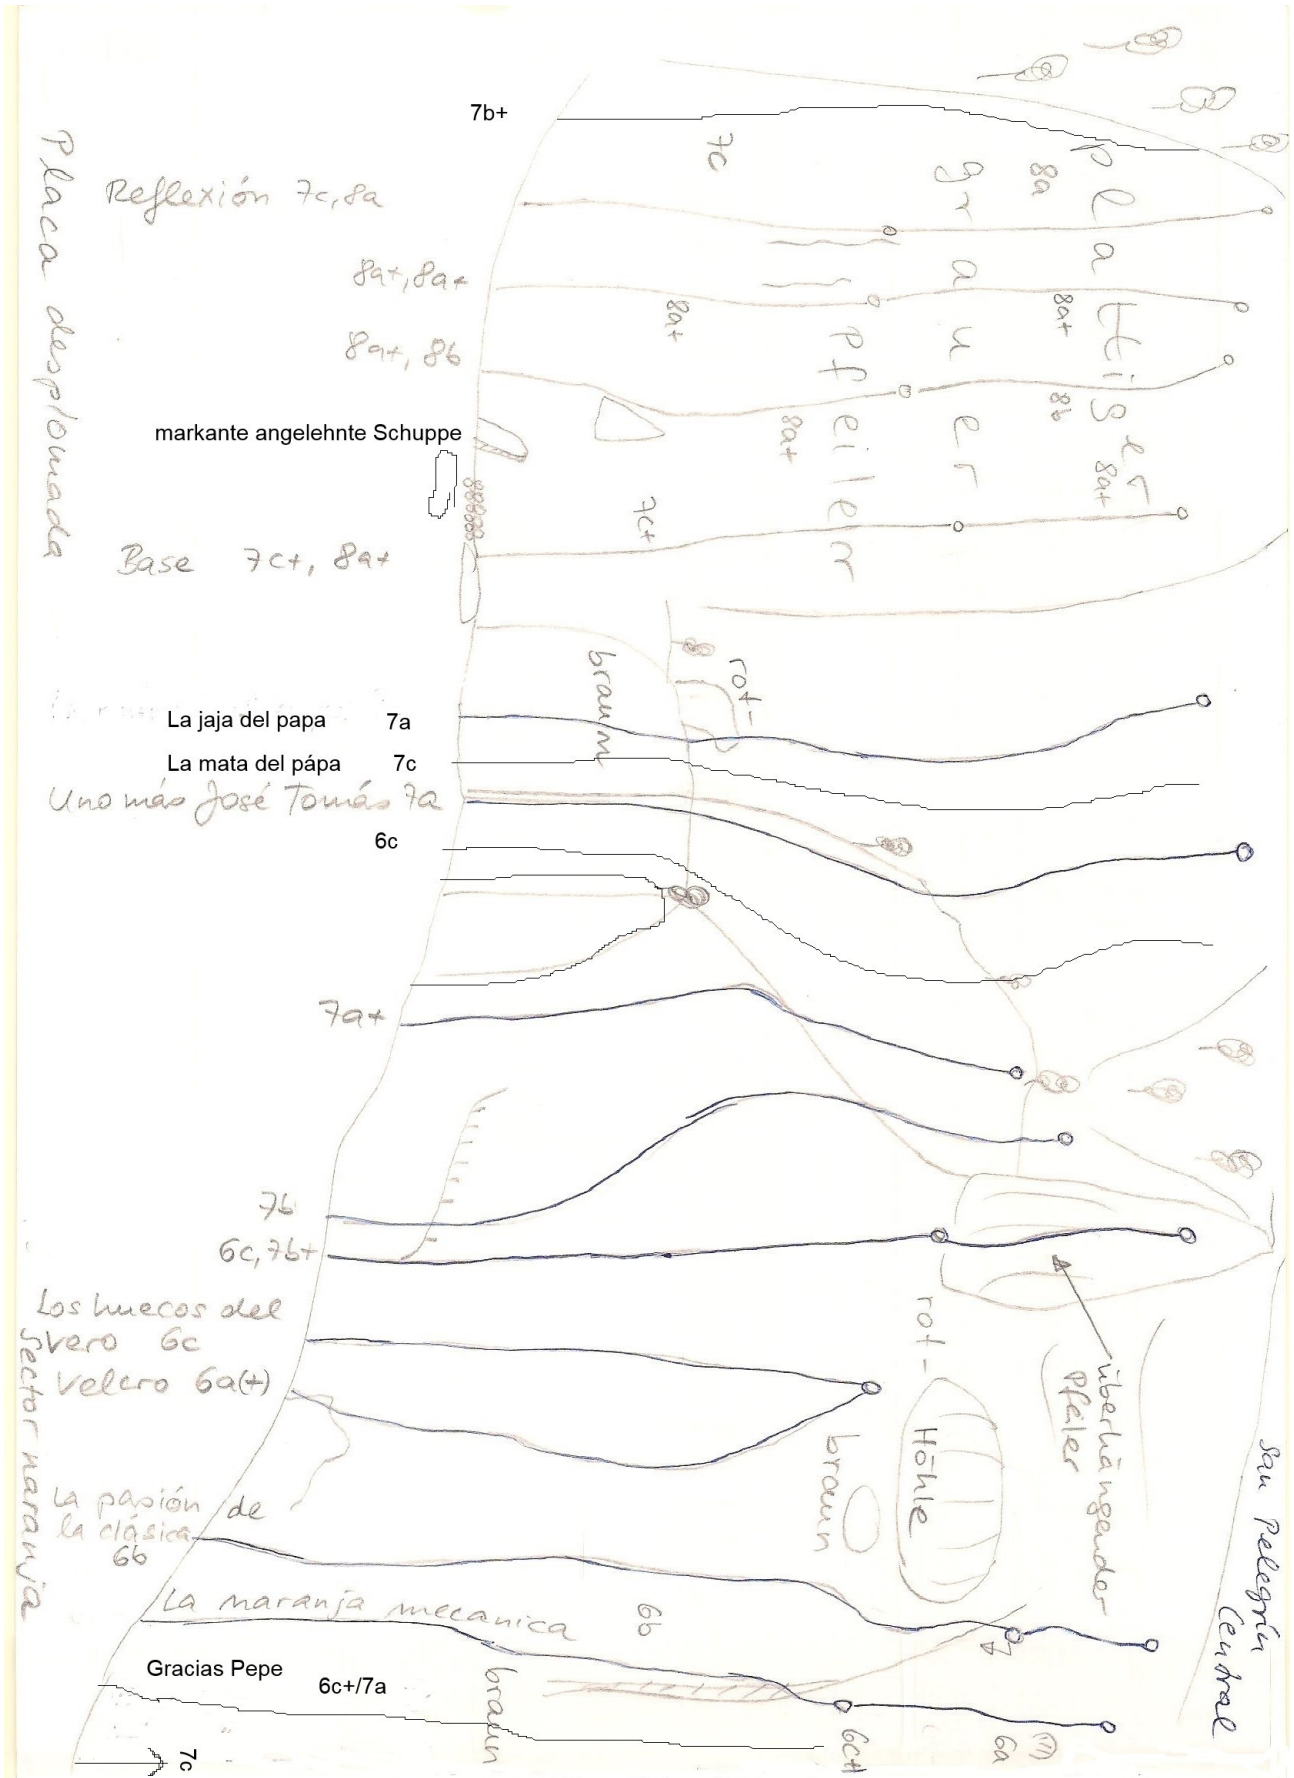 7b+
7c
8a
Plattiger
grauer
Pfeiler
Placa desplomada
Reflexión 7c, 8a
8a+, 8a+
8a+
8a+
8a+, 8b
8b
8a+
8a+
markante angelehnte Schuppe
7c+
Base 7c+, 8a+
braun
rot-
La jaja del papa 7a
La mata del pápa 7c
Uno más José Tomás 7a
6c
7a+
7b
6c, 7b+
Los huecos del
Vero 6c
Velero 6a(+)
Sector naranja
rot-
braun
Höhle
überhängender
Pfeiler
San Pelegrín
Central
La pasión de
la clásica
6b
La maranja mecanica
6b
Gracias Pepe
6c+/7a
braun
6c+
6a
7c